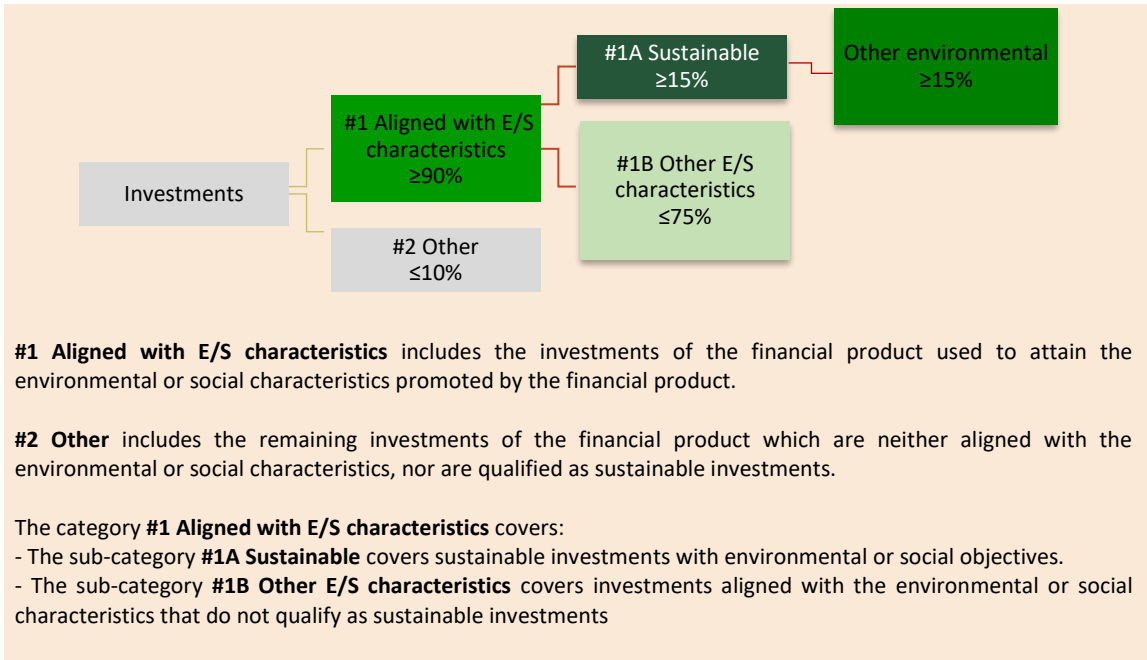 #1A Sustainable
≥15%
Other environmental
≥15%
#1 Aligned with E/S
characteristics
≥90%
#1B Other E/S
characteristics
≤75%
Investments
#2 Other
≤10%
#1 Aligned with E/S characteristics includes the investments of the financial product used to attain the
environmental or social characteristics promoted by the financial product.
#2 Other includes the remaining investments of the financial product which are neither aligned with the
environmental or social characteristics, nor are qualified as sustainable investments.
The category #1 Aligned with E/S characteristics covers:
- The sub-category #1A Sustainable covers sustainable investments with environmental or social objectives.
- The sub-category #1B Other E/S characteristics covers investments aligned with the environmental or social
characteristics that do not qualify as sustainable investments